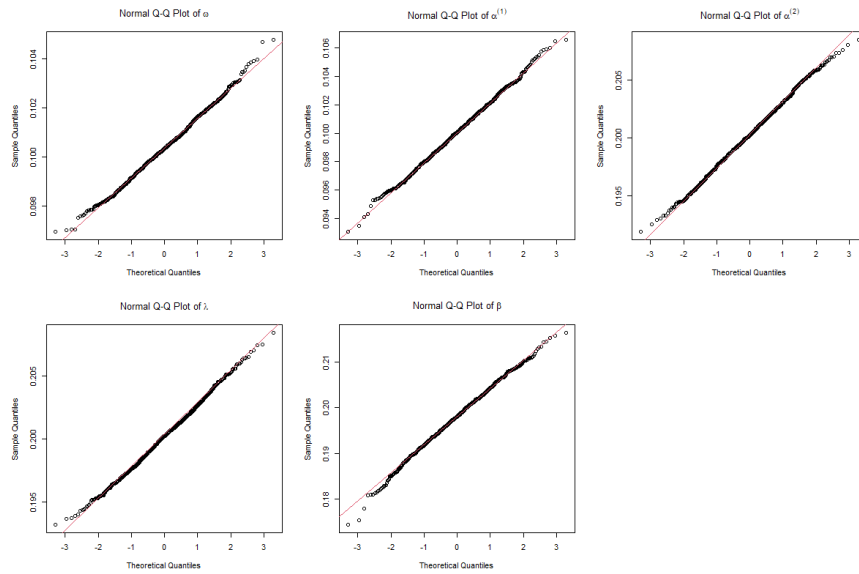 Normal Q-Q Plot of ω
Sample Quantiles
0.098 0.100 0.102 0.104
-3 -2 -1 0 1 2 3
Theoretical Quantiles
Normal Q-Q Plot of α(1)
Sample Quantiles
0.094 0.096 0.098 0.100 0.102 0.104 0.106
-3 -2 -1 0 1 2 3
Theoretical Quantiles
Normal Q-Q Plot of α(2)
Sample Quantiles
0.195 0.200 0.205
-3 -2 -1 0 1 2 3
Theoretical Quantiles
Normal Q-Q Plot of λ
Sample Quantiles
0.195 0.200 0.205
-3 -2 -1 0 1 2 3
Theoretical Quantiles
Normal Q-Q Plot of β
Sample Quantiles
0.18 0.19 0.20 0.21
-3 -2 -1 0 1 2 3
Theoretical Quantiles